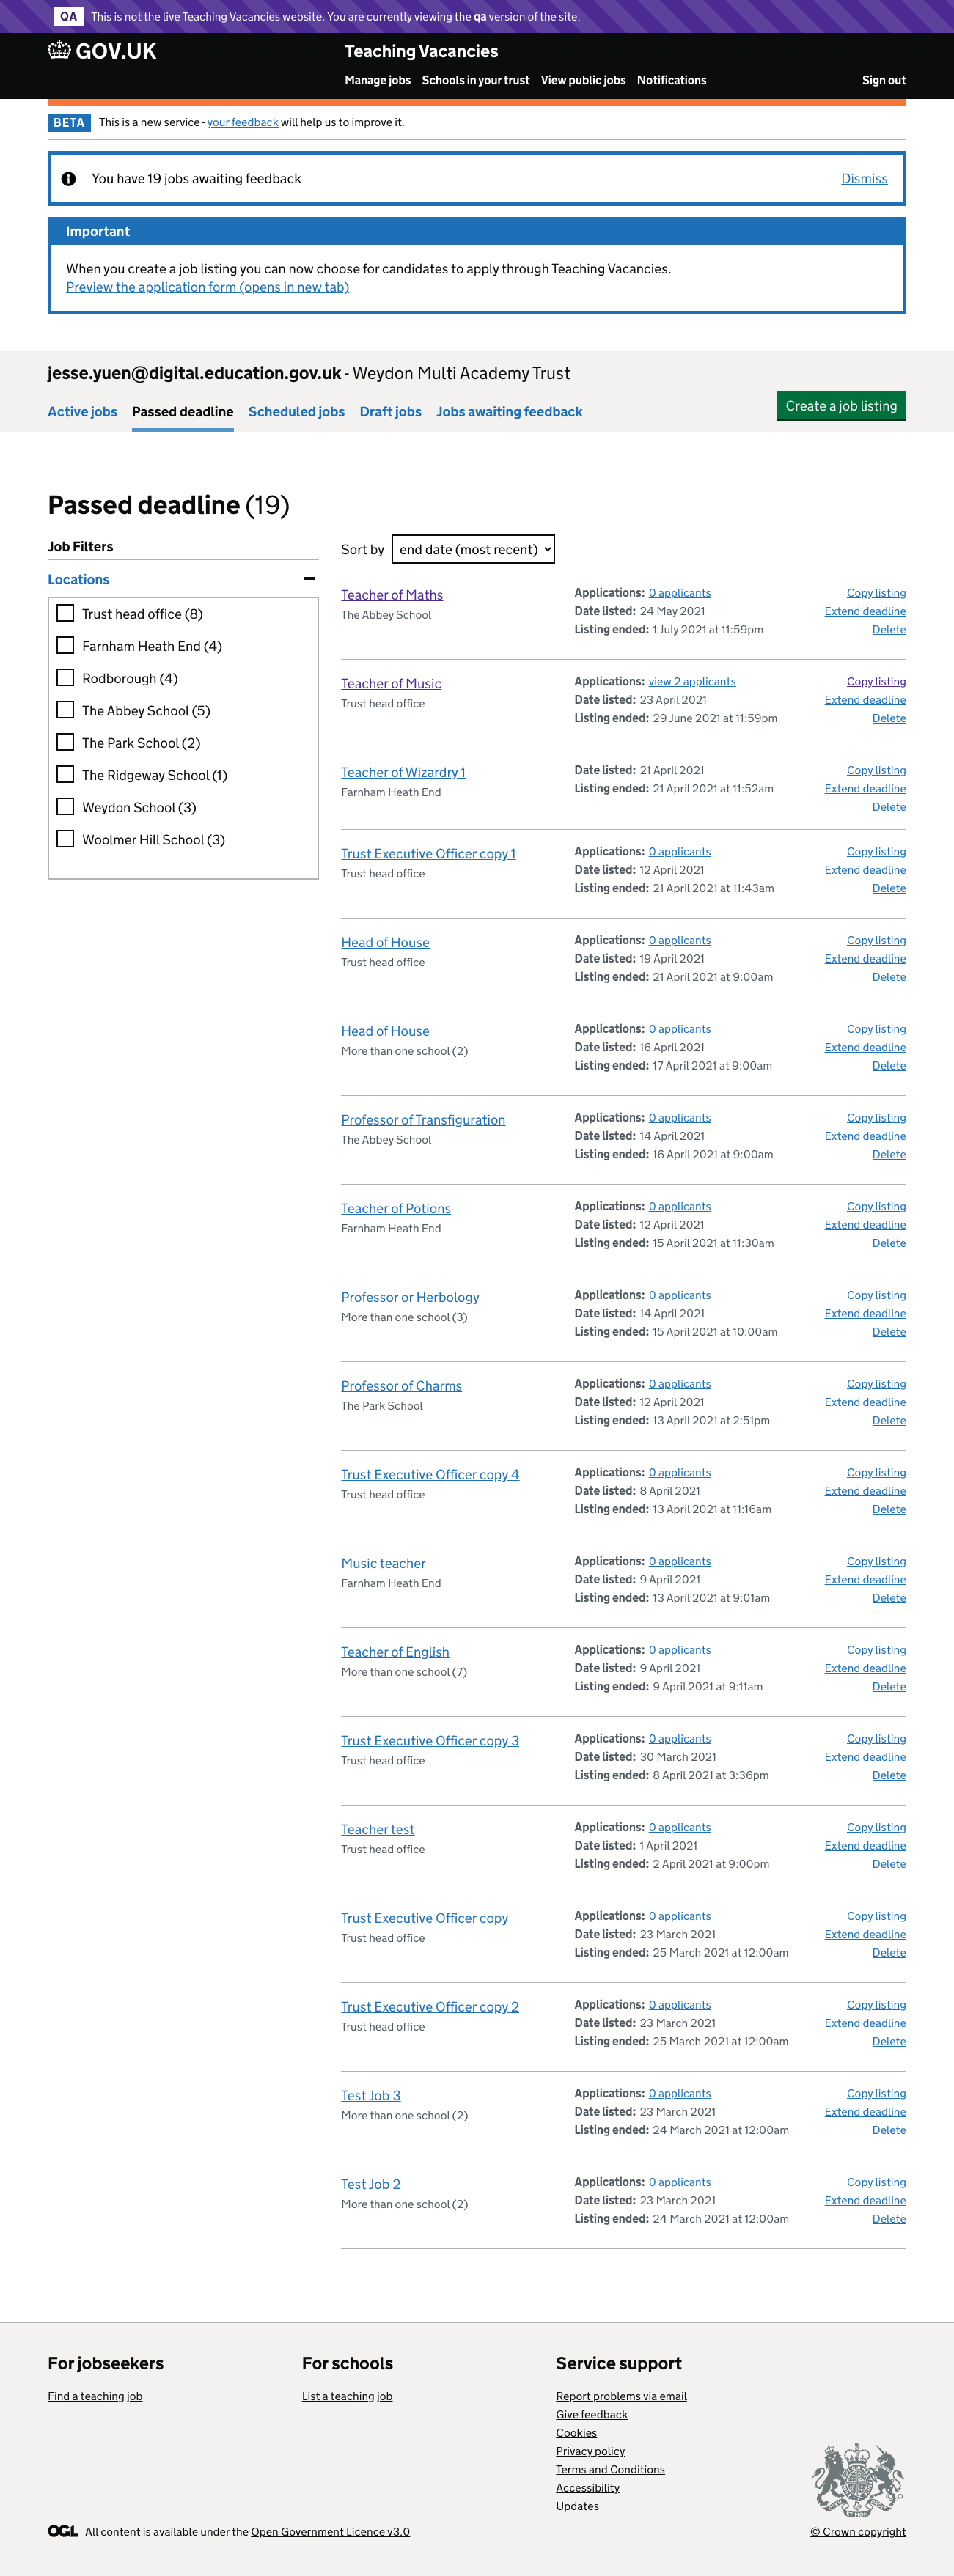 QA This is not the live Teaching Vacancies website. You are currently viewing the qa version of the site.
GOV.UK
Teaching Vacancies
Manage jobs Schools in your trust View public jobs Notifications Sign out
BETA This is a new service - your feedback will help us to improve it.
You have 19 jobs awaiting feedback Dismiss
Important
When you create a job listing you can now choose for candidates to apply through Teaching Vacancies.
Preview the application form (opens in new tab)
jesse.yuen@digital.education.gov.uk - Weydon Multi Academy Trust
Active jobs Passed deadline Scheduled jobs Draft jobs Jobs awaiting feedback
Create a job listing
Passed deadline (19)
Job Filters
Locations
Trust head office (8)
Farnham Heath End (4)
Rodborough (4)
The Abbey School (5)
The Park School (2)
The Ridgeway School (1)
Weydon School (3)
Woolmer Hill School (3)
Sort by end date (most recent)
Teacher of Maths
The Abbey School
Applications: 0 applicants
Date listed: 24 May 2021
Listing ended: 1 July 2021 at 11:59pm
Copy listing
Extend deadline
Delete
Teacher of Music
Trust head office
Applications: view 2 applicants
Date listed: 23 April 2021
Listing ended: 29 June 2021 at 11:59pm
Copy listing
Extend deadline
Delete
Teacher of Wizardry 1
Farnham Heath End
Date listed: 21 April 2021
Listing ended: 21 April 2021 at 11:52am
Copy listing
Extend deadline
Delete
Trust Executive Officer copy 1
Trust head office
Applications: 0 applicants
Date listed: 12 April 2021
Listing ended: 21 April 2021 at 11:43am
Copy listing
Extend deadline
Delete
Head of House
Trust head office
Applications: 0 applicants
Date listed: 19 April 2021
Listing ended: 21 April 2021 at 9:00am
Copy listing
Extend deadline
Delete
Head of House
More than one school (2)
Applications: 0 applicants
Date listed: 16 April 2021
Listing ended: 17 April 2021 at 9:00am
Copy listing
Extend deadline
Delete
Professor of Transfiguration
The Abbey School
Applications: 0 applicants
Date listed: 14 April 2021
Listing ended: 16 April 2021 at 9:00am
Copy listing
Extend deadline
Delete
Teacher of Potions
Farnham Heath End
Applications: 0 applicants
Date listed: 12 April 2021
Listing ended: 15 April 2021 at 11:30am
Copy listing
Extend deadline
Delete
Professor or Herbology
More than one school (3)
Applications: 0 applicants
Date listed: 14 April 2021
Listing ended: 15 April 2021 at 10:00am
Copy listing
Extend deadline
Delete
Professor of Charms
The Park School
Applications: 0 applicants
Date listed: 12 April 2021
Listing ended: 13 April 2021 at 2:51pm
Copy listing
Extend deadline
Delete
Trust Executive Officer copy 4
Trust head office
Applications: 0 applicants
Date listed: 8 April 2021
Listing ended: 13 April 2021 at 11:16am
Copy listing
Extend deadline
Delete
Music teacher
Farnham Heath End
Applications: 0 applicants
Date listed: 9 April 2021
Listing ended: 13 April 2021 at 9:01am
Copy listing
Extend deadline
Delete
Teacher of English
More than one school (7)
Applications: 0 applicants
Date listed: 9 April 2021
Listing ended: 9 April 2021 at 9:11am
Copy listing
Extend deadline
Delete
Trust Executive Officer copy 3
Trust head office
Applications: 0 applicants
Date listed: 30 March 2021
Listing ended: 8 April 2021 at 3:36pm
Copy listing
Extend deadline
Delete
Teacher test
Trust head office
Applications: 0 applicants
Date listed: 1 April 2021
Listing ended: 2 April 2021 at 9:00pm
Copy listing
Extend deadline
Delete
Trust Executive Officer copy
Trust head office
Applications: 0 applicants
Date listed: 23 March 2021
Listing ended: 25 March 2021 at 12:00am
Copy listing
Extend deadline
Delete
Trust Executive Officer copy 2
Trust head office
Applications: 0 applicants
Date listed: 23 March 2021
Listing ended: 25 March 2021 at 12:00am
Copy listing
Extend deadline
Delete
Test Job 3
More than one school (2)
Applications: 0 applicants
Date listed: 23 March 2021
Listing ended: 24 March 2021 at 12:00am
Copy listing
Extend deadline
Delete
Test Job 2
More than one school (2)
Applications: 0 applicants
Date listed: 23 March 2021
Listing ended: 24 March 2021 at 12:00am
Copy listing
Extend deadline
Delete
For jobseekers
Find a teaching job
For schools
List a teaching job
Service support
Report problems via email
Give feedback
Cookies
Privacy policy
Terms and Conditions
Accessibility
Updates
OGL All content is available under the Open Government Licence v3.0
© Crown copyright